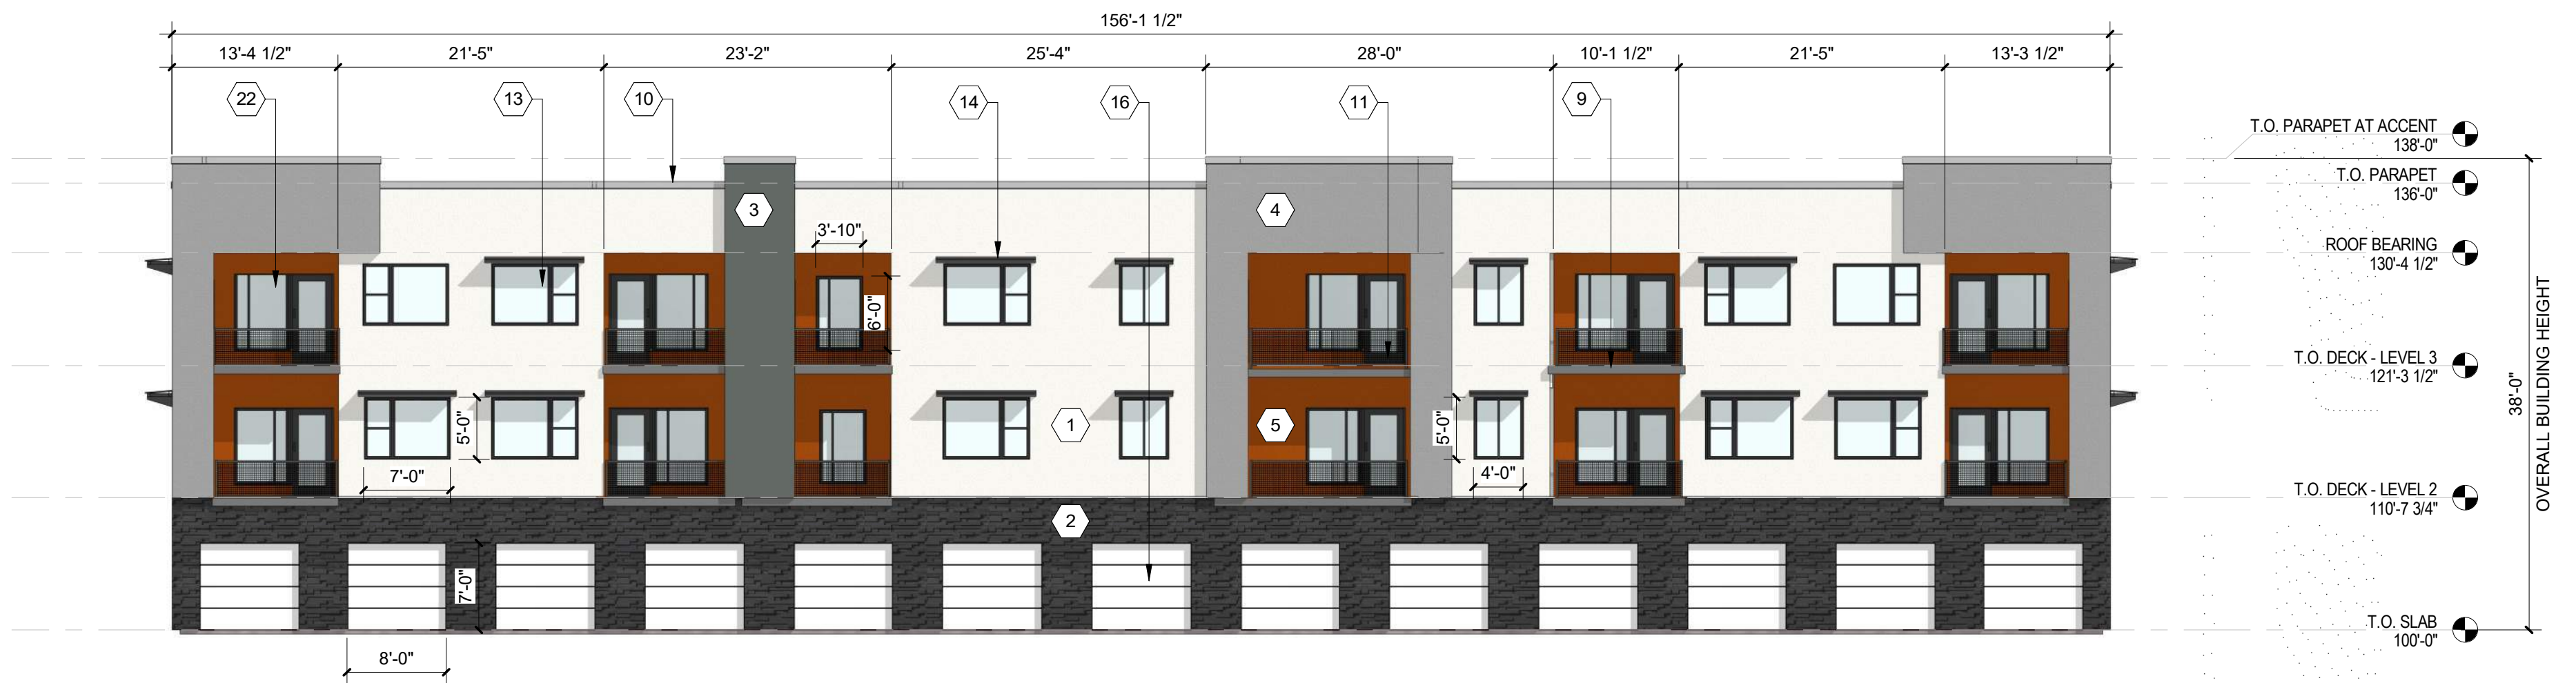 156'-1 1/2"
13'-4 1/2" 21'-5" 23'-2" 25'-4" 28'-0" 10'-1 1/2" 21'-5" 13'-3 1/2"
22 13 10 14 16 11 9
T.O. PARAPET AT ACCENT
138'-0"
T.O. PARAPET
136'-0"
3 4
3'-10"
ROOF BEARING
130'-4 1/2"
6'-0"
T.O. DECK - LEVEL 3
121'-3 1/2"
38'-0"
OVERALL BUILDING HEIGHT
5'-0" 1 5 5'-0"
7'-0" 4'-0"
T.O. DECK - LEVEL 2
110'-7 3/4"
2
7'-0"
T.O. SLAB
100'-0"
8'-0"